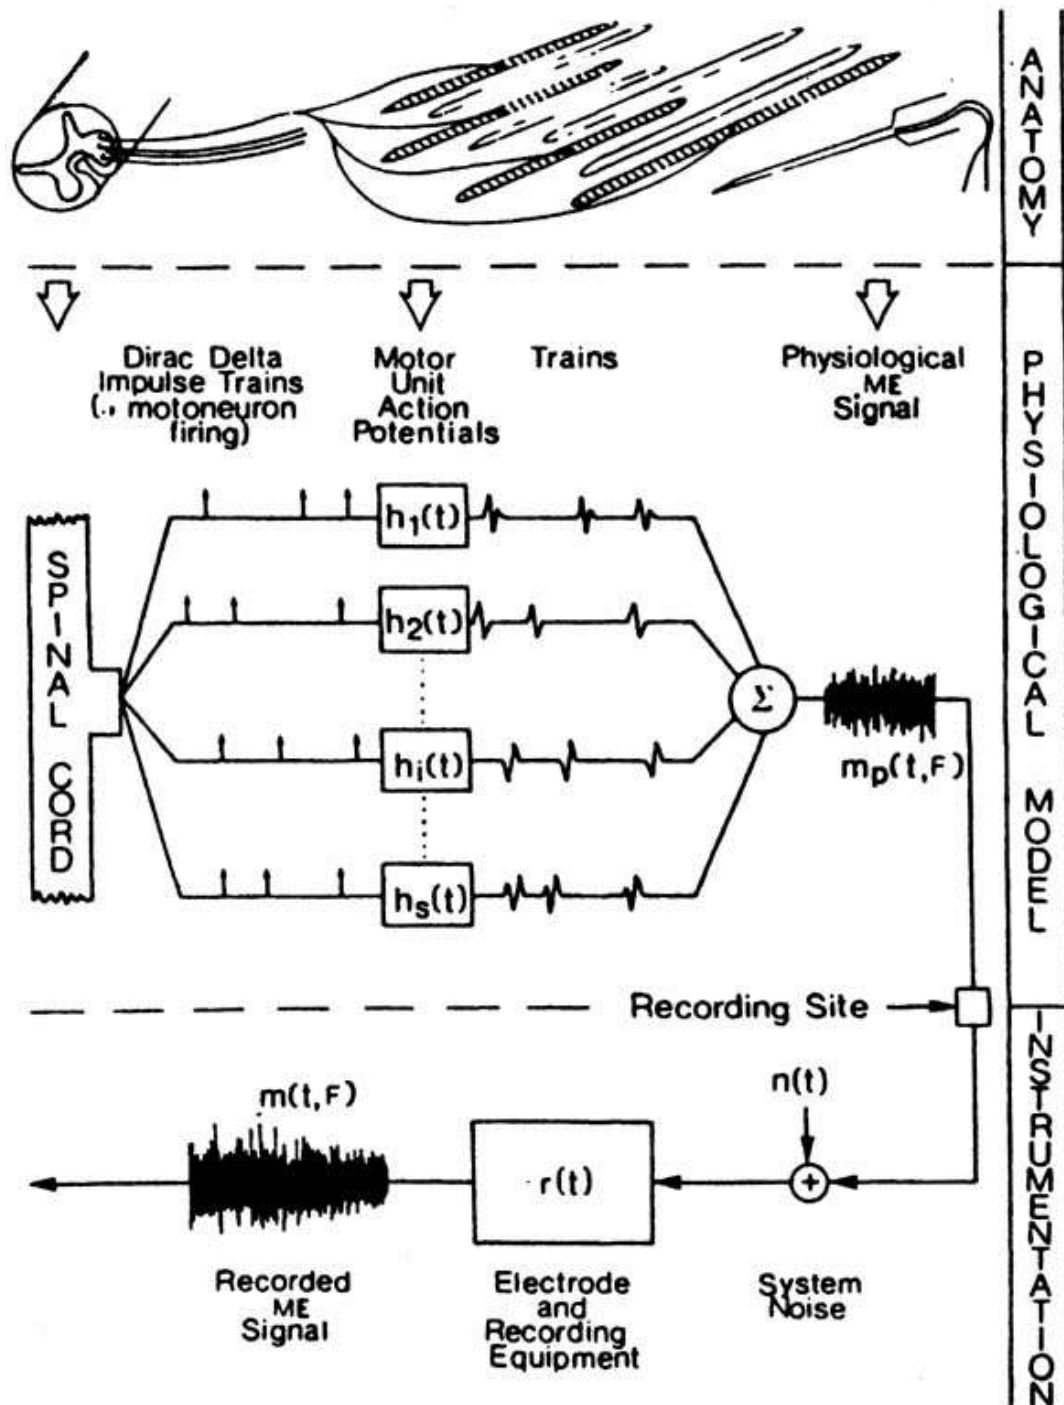 ANATOMY
Dirac Delta
Impulse Trains
(., motoneuron
firing)
Motor
Unit
Action
Potentials
Trains
Physiological
ME
Signal
PHYSIOLOGICAL MODEL
SPINAL CORD
h₁(t)
h₂(t)
hᵢ(t)
hₛ(t)
Σ
mₚ(t,F)
Recording Site
INSTRUMENTATION
n(t)
+
r(t)
m(t,F)
Recorded
ME
Signal
Electrode
and
Recording
Equipment
System
Noise